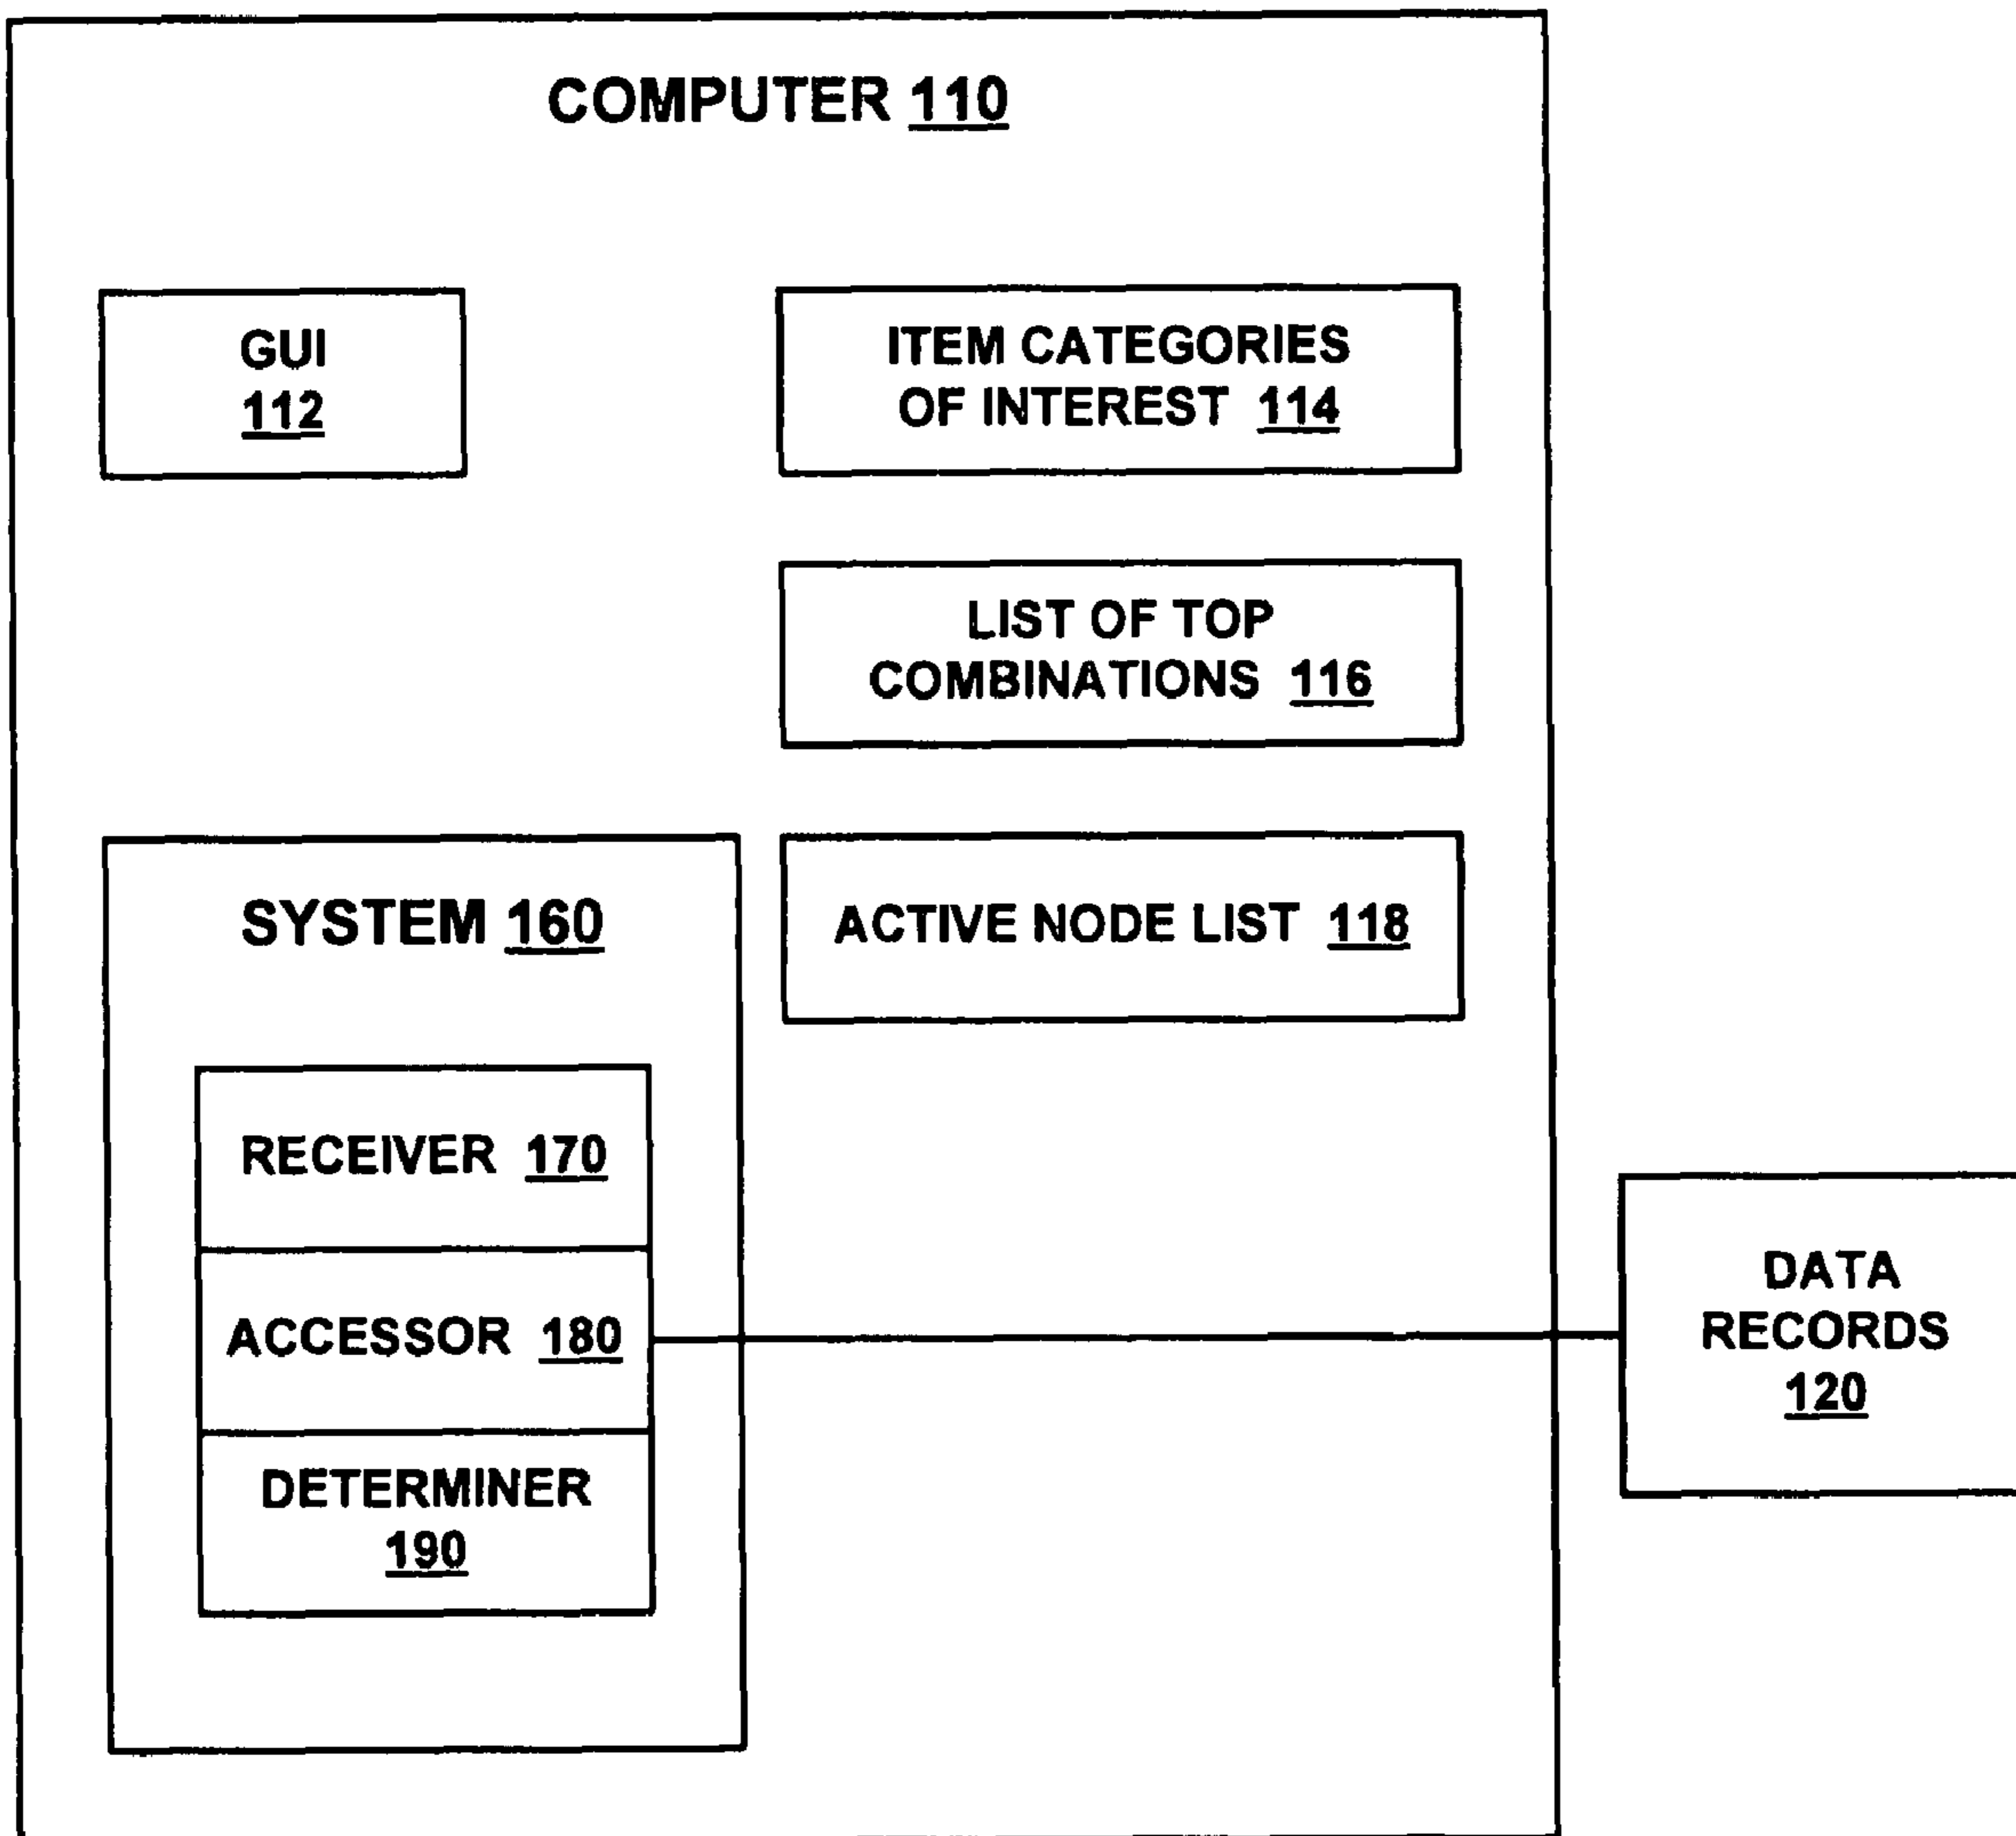 COMPUTER 110
GUI
112
ITEM CATEGORIES
OF INTEREST 114
LIST OF TOP
COMBINATIONS 116
SYSTEM 160
ACTIVE NODE LIST 118
RECEIVER 170
ACCESSOR 180
DETERMINER
190
DATA
RECORDS
120